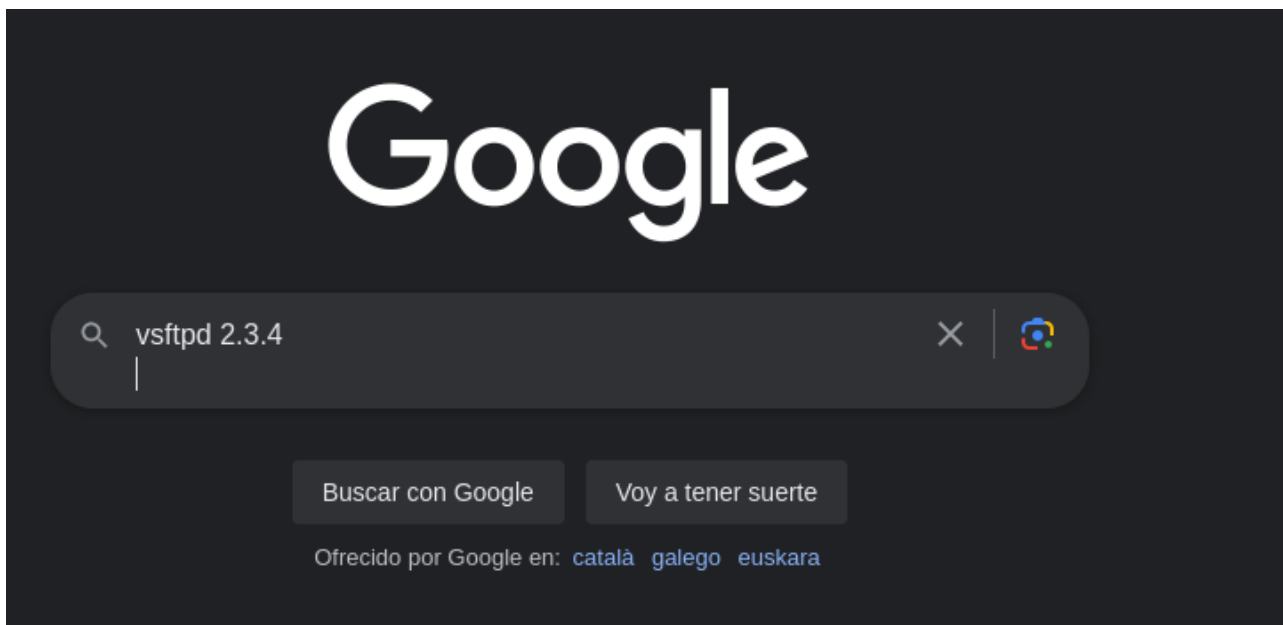 Google
vsftpd 2.3.4
Buscar con Google
Voy a tener suerte
Ofrecido por Google en: català galego euskara